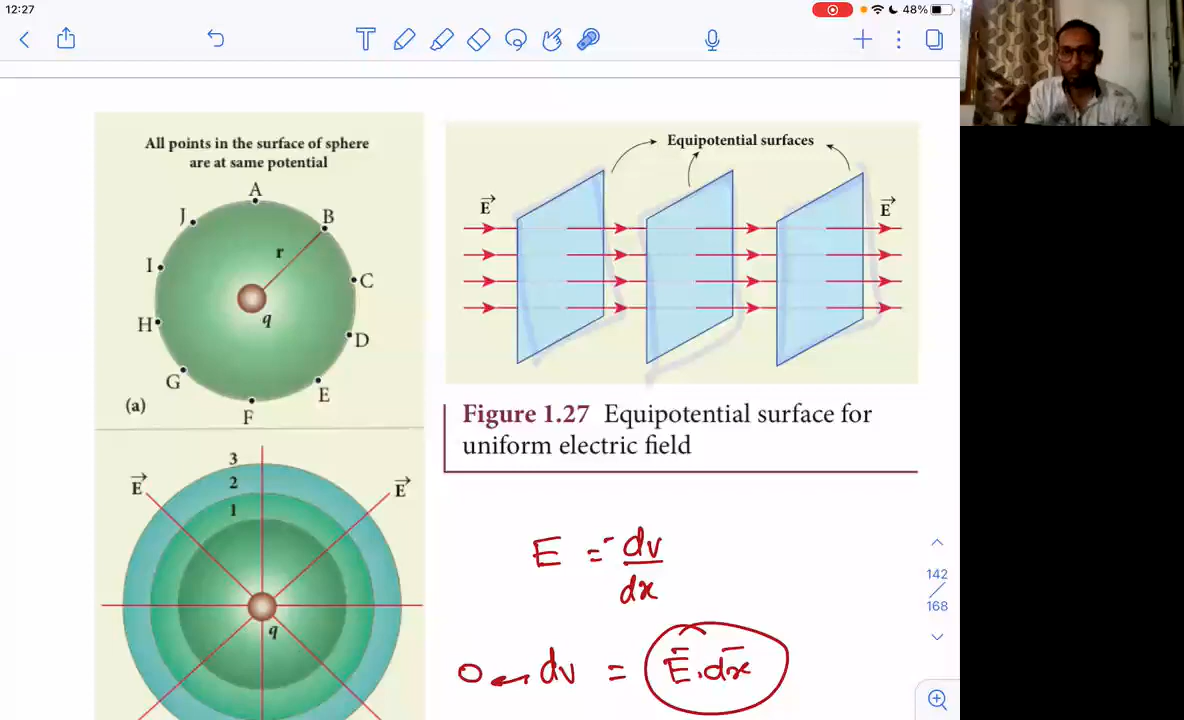 12:27
48%
All points in the surface of sphere
are at same potential
A
J
B
r
I
C
q
H
D
G
E
F
(a)
Equipotential surfaces
E
E
Figure 1.27 Equipotential surface for
uniform electric field
3
2
1
E
E
q
E = -dv/dx
0 ← dv = E.dx
142
168